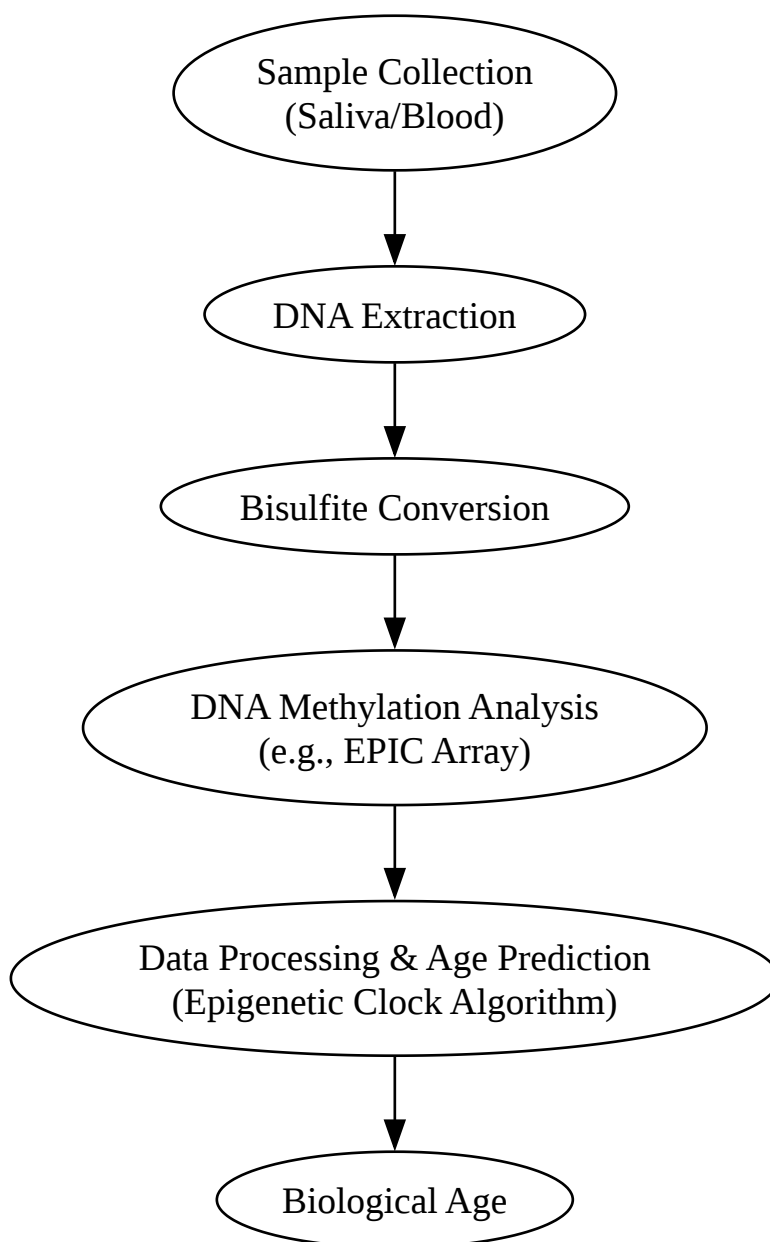 Sample Collection
(Saliva/Blood)
DNA Extraction
Bisulfite Conversion
DNA Methylation Analysis
(e.g., EPIC Array)
Data Processing & Age Prediction
(Epigenetic Clock Algorithm)
Biological Age